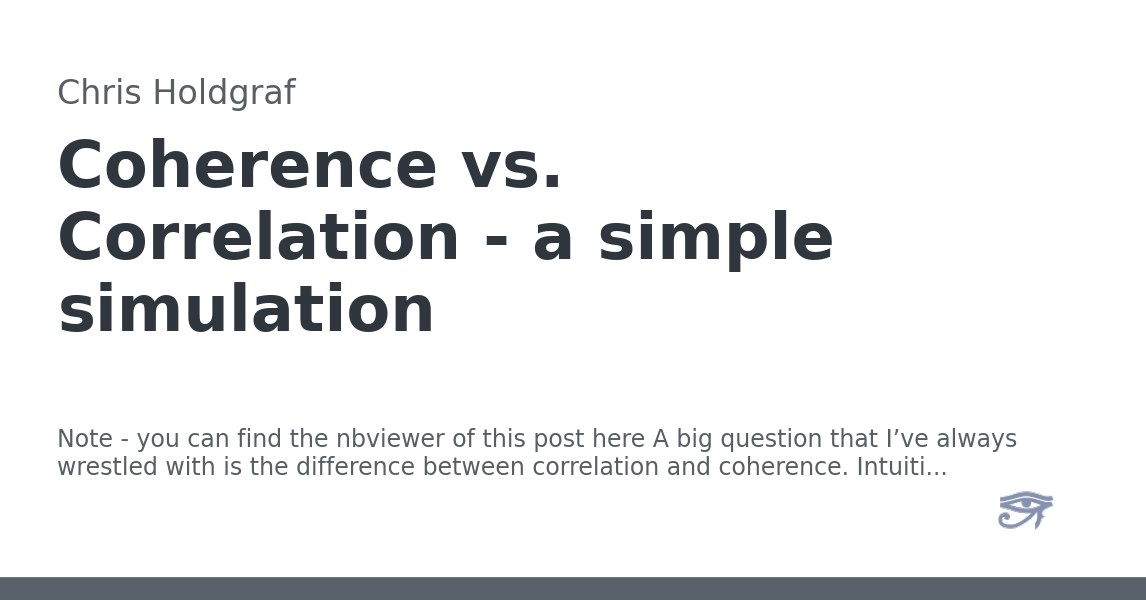 Chris Holdgraf
Coherence vs.
Correlation - a simple
simulation
Note - you can find the nbviewer of this post here A big question that I’ve always
wrestled with is the difference between correlation and coherence. Intuiti...